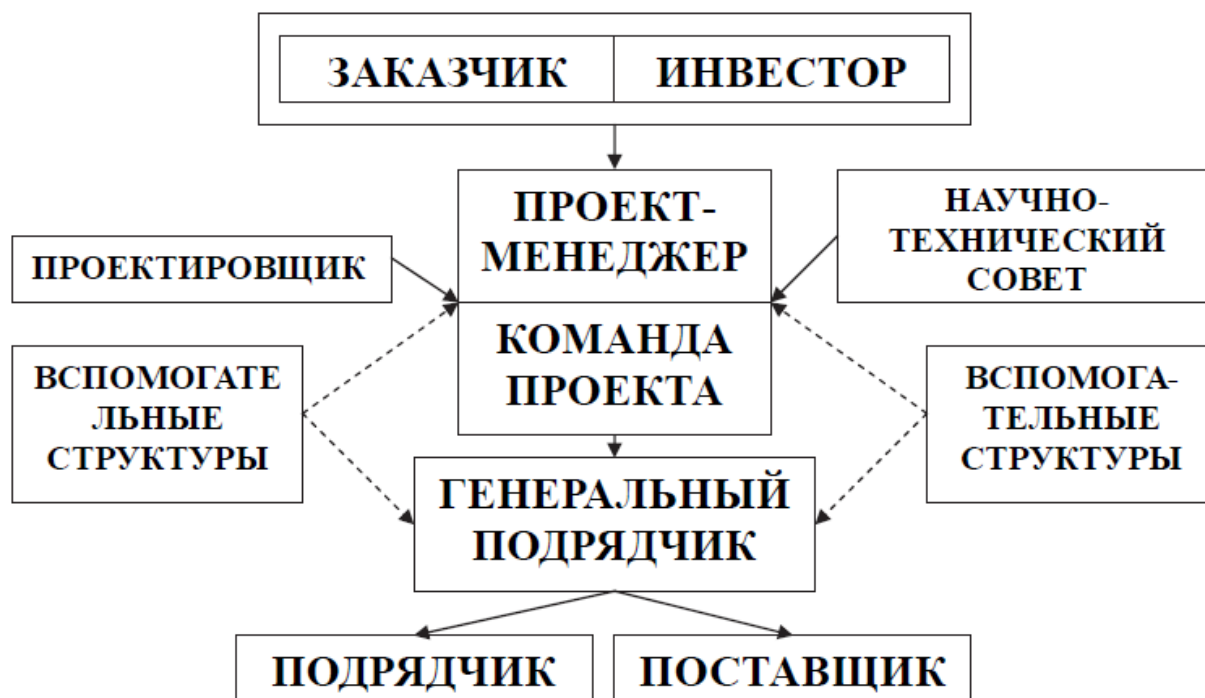 ЗАКАЗЧИК
ИНВЕСТОР
ПРОЕКТ-
МЕНЕДЖЕР
НАУЧНО-
ТЕХНИЧЕСКИЙ
СОВЕТ
ПРОЕКТИРОВЩИК
КОМАНДА
ПРОЕКТА
ВСПОМОГАТЕ
ЛЬНЫЕ
СТРУКТУРЫ
ВСПОМОГА-
ТЕЛЬНЫЕ
СТРУКТУРЫ
ГЕНЕРАЛЬНЫЙ
ПОДРЯДЧИК
ПОДРЯДЧИК
ПОСТАВЩИК